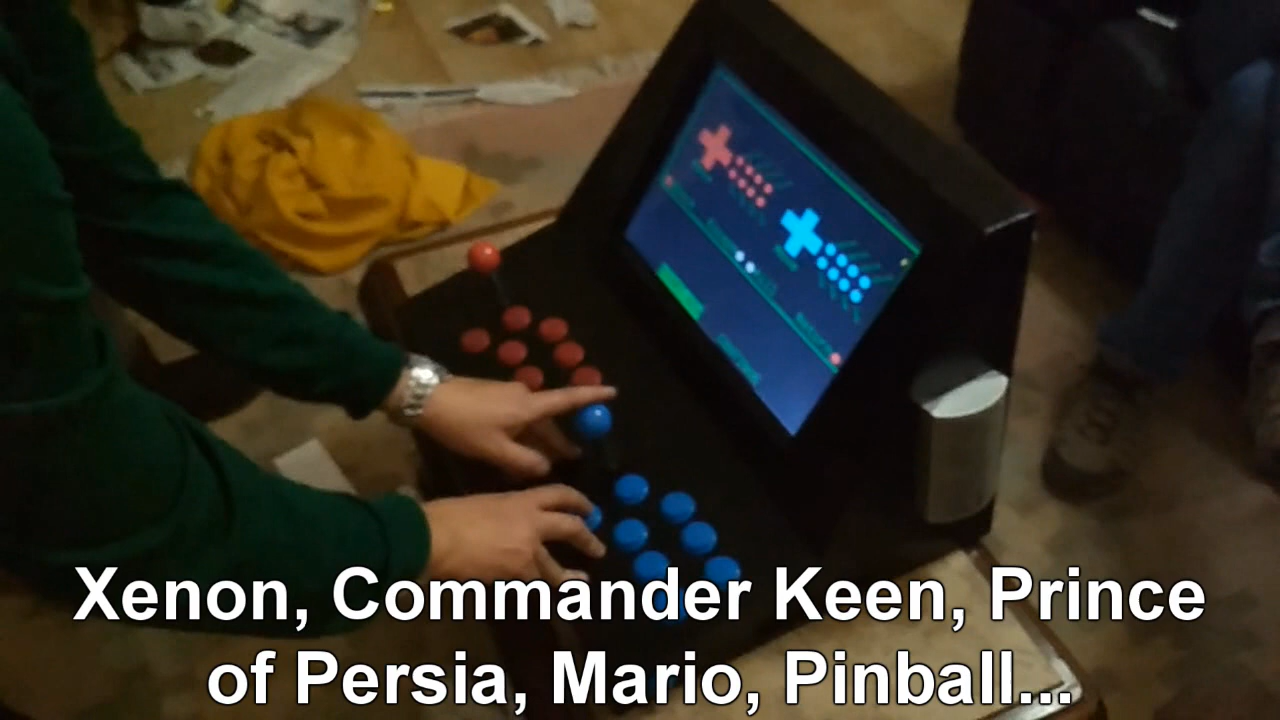 Xenon, Commander Keen, Prince
of Persia, Mario, Pinball...